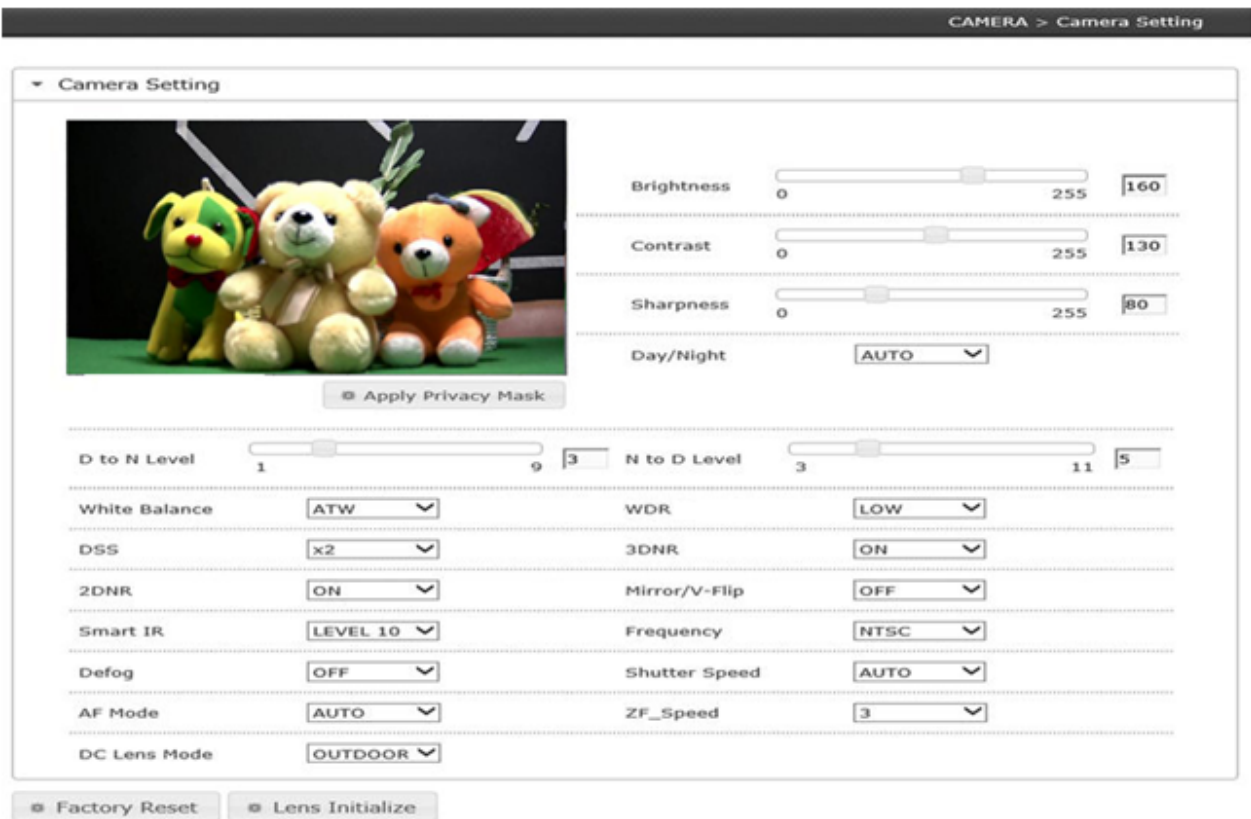 CAMERA > Camera Setting
Camera Setting
Brightness 0 255 160
Contrast 0 255 130
Sharpness 0 255 80
Day/Night AUTO
Apply Privacy Mask
D to N Level 1 9 3 N to D Level 3 11 5
White Balance ATW WDR LOW
DSS x2 3DNR ON
2DNR ON Mirror/V-Flip OFF
Smart IR LEVEL 10 Frequency NTSC
Defog OFF Shutter Speed AUTO
AF Mode AUTO ZF_Speed 3
DC Lens Mode OUTDOOR
Factory Reset Lens Initialize